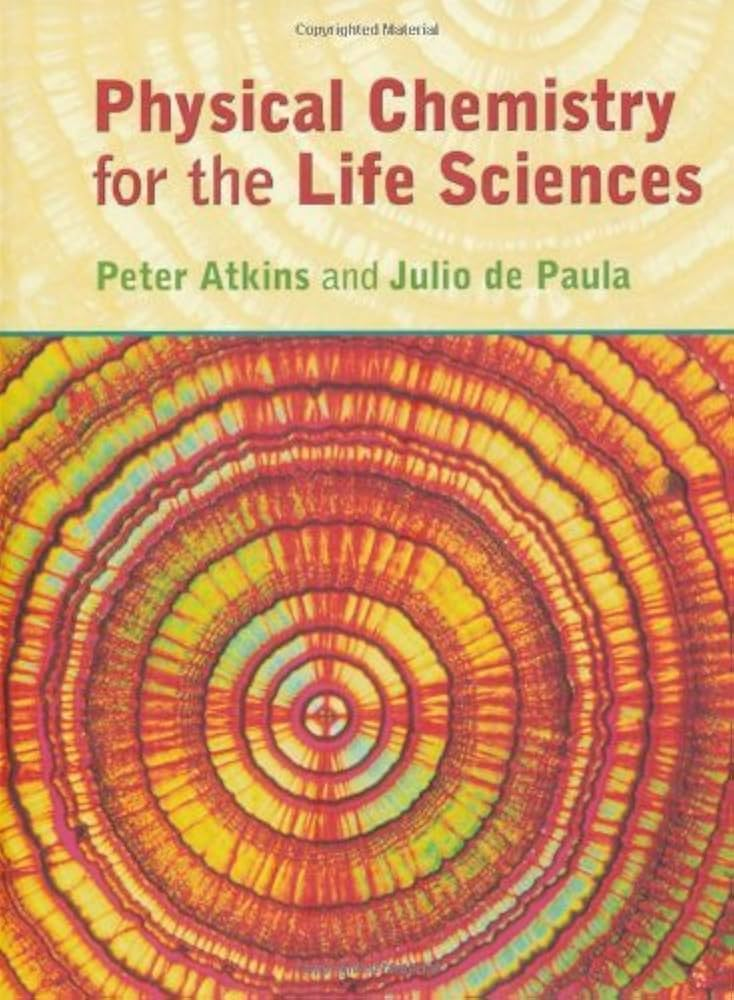 Copyrighted Material
Physical Chemistry
for the Life Sciences
Peter Atkins and Julio de Paula